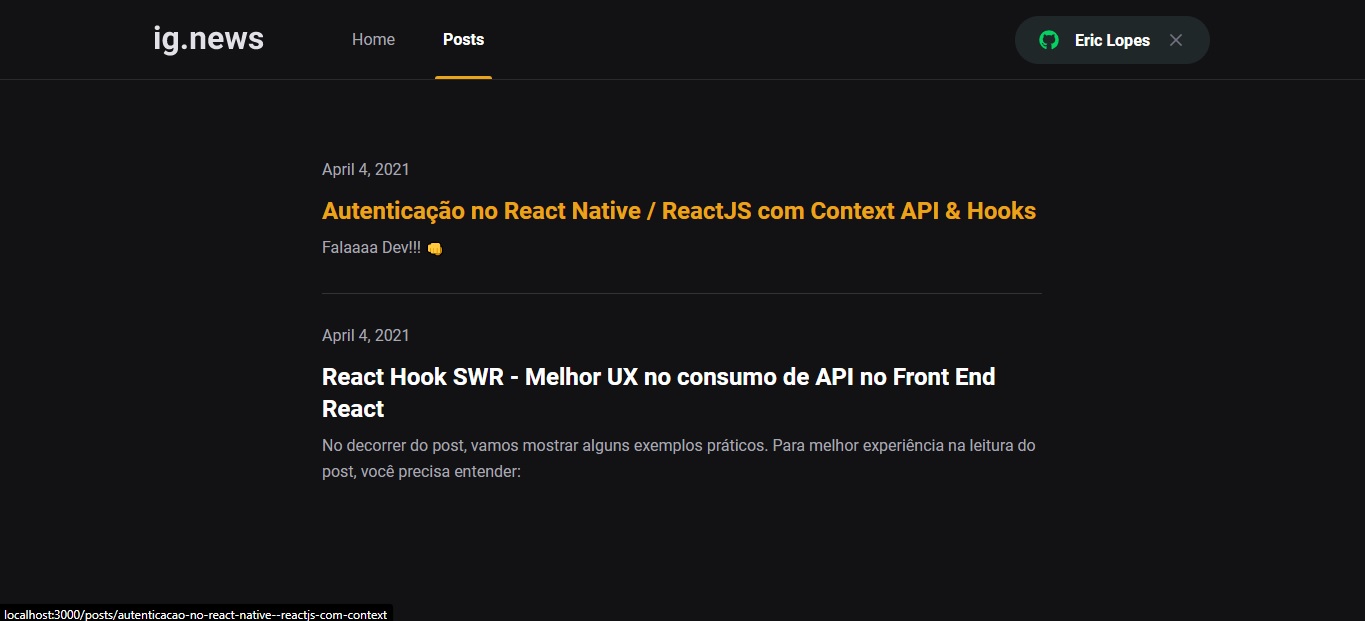 ig.news
Home
Posts
Eric Lopes
April 4, 2021
Autenticação no React Native / ReactJS com Context API & Hooks
Falaaaa Dev!!! 👊
April 4, 2021
React Hook SWR - Melhor UX no consumo de API no Front End
React
No decorrer do post, vamos mostrar alguns exemplos práticos. Para melhor experiência na leitura do
post, você precisa entender:
localhost:3000/posts/autenticacao-no-react-native--reactjs-com-context